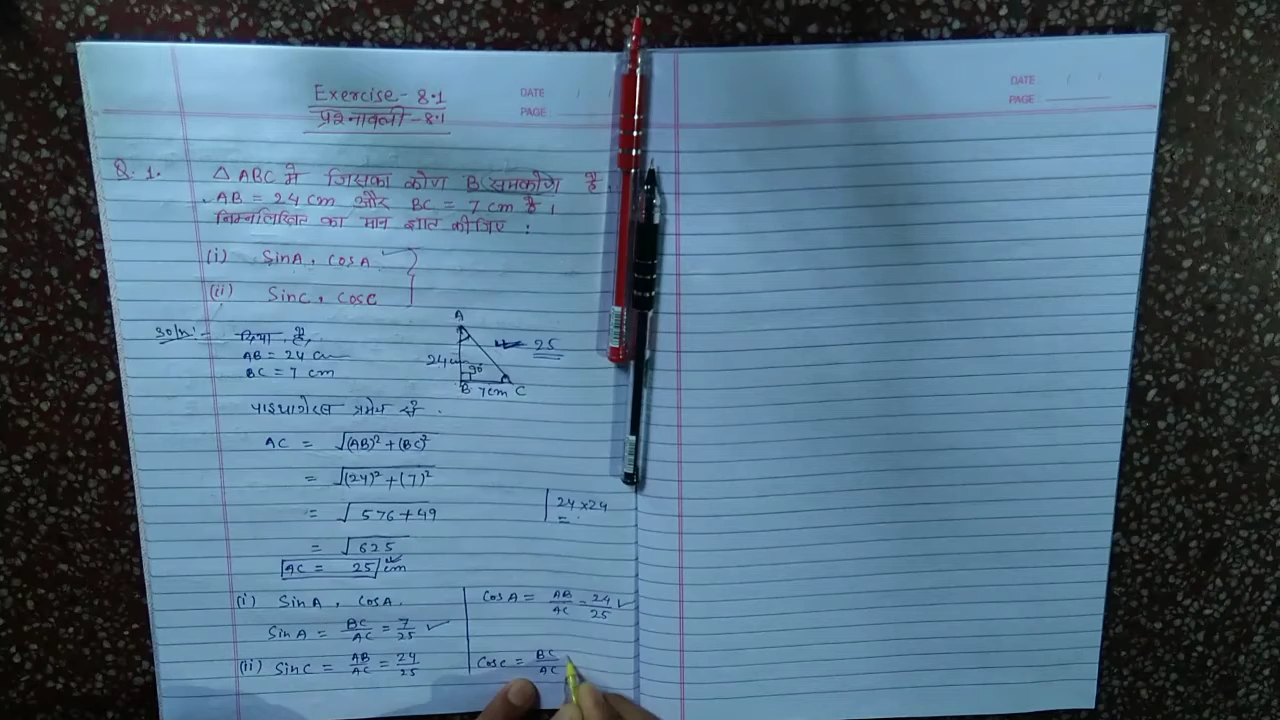 Exercise - 8.1
प्रश्नावली - 8.1
DATE / /
PAGE
DATE / /
PAGE
Q. 1. △ ABC में जिसका कोण B समकोण है.
AB = 24 cm और BC = 7 cm है ।
निम्नलिखित का मान ज्ञात कीजिए :
(i) SinA , CosA
(ii) SinC , CosC
Soln :- दिया है,
AB = 24 cm
BC = 7 cm
A
24cm
90°
B 7cm C
25
पाइथागोरस प्रमेय से .
AC = √(AB)² + (BC)²
= √(24)² + (7)²
= √576 + 49
24 × 24
=
= √625
AC = 25 cm
(i) SinA , CosA.
SinA = BC/AC = 7/25
(ii) SinC = AB/AC = 24/25
CosA = AB/AC = 24/25
CosC = BC/AC